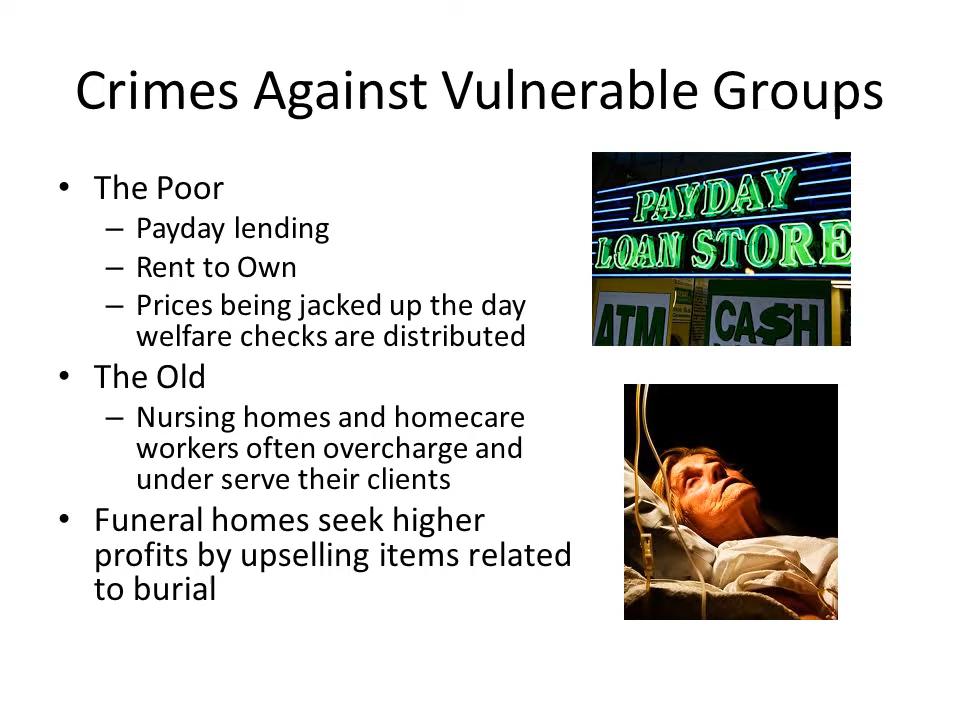 Crimes Against Vulnerable Groups
• The Poor
– Payday lending
– Rent to Own
– Prices being jacked up the day
welfare checks are distributed
• The Old
– Nursing homes and homecare
workers often overcharge and
under serve their clients
• Funeral homes seek higher
profits by upselling items related
to burial
PAYDAY
LOAN STORE
ATM
CA$H